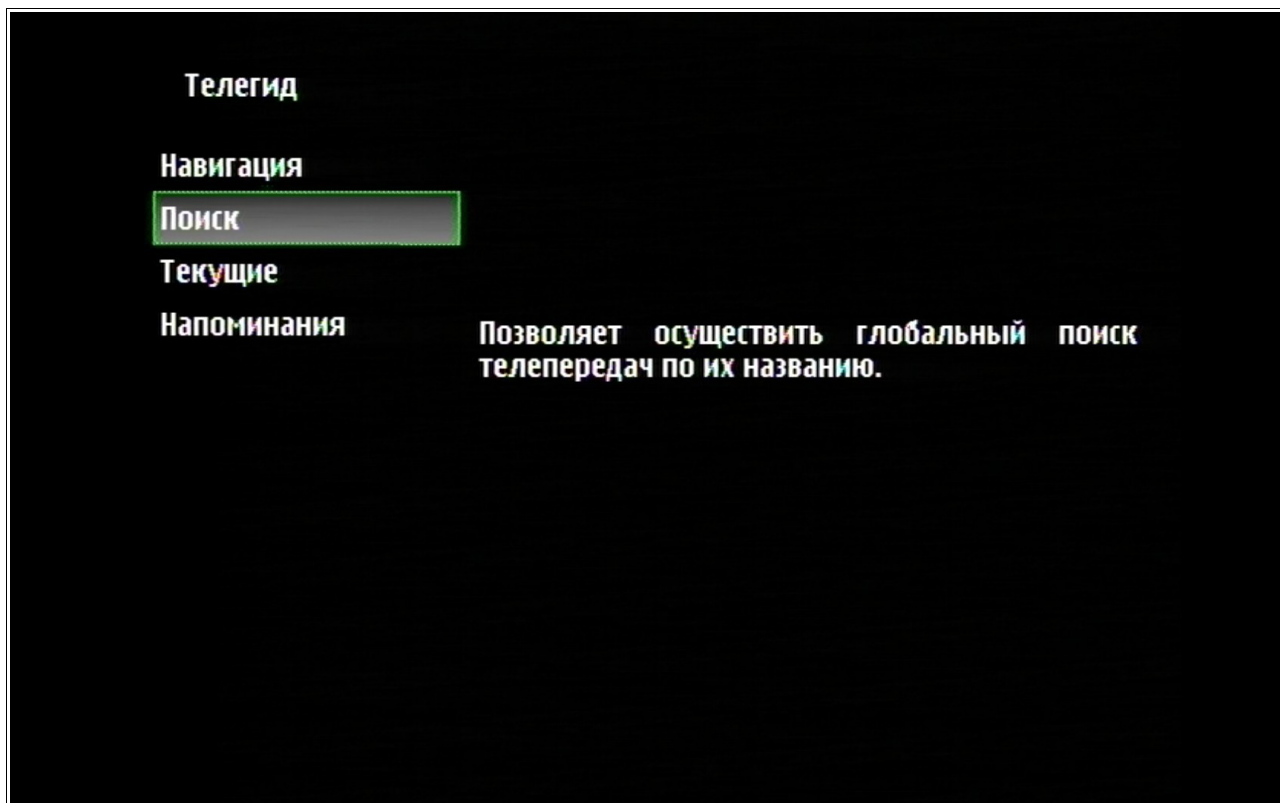 Телегид
Навигация
Поиск
Текущие
Напоминания
Позволяет осуществить глобальный поиск
телепередач по их названию.